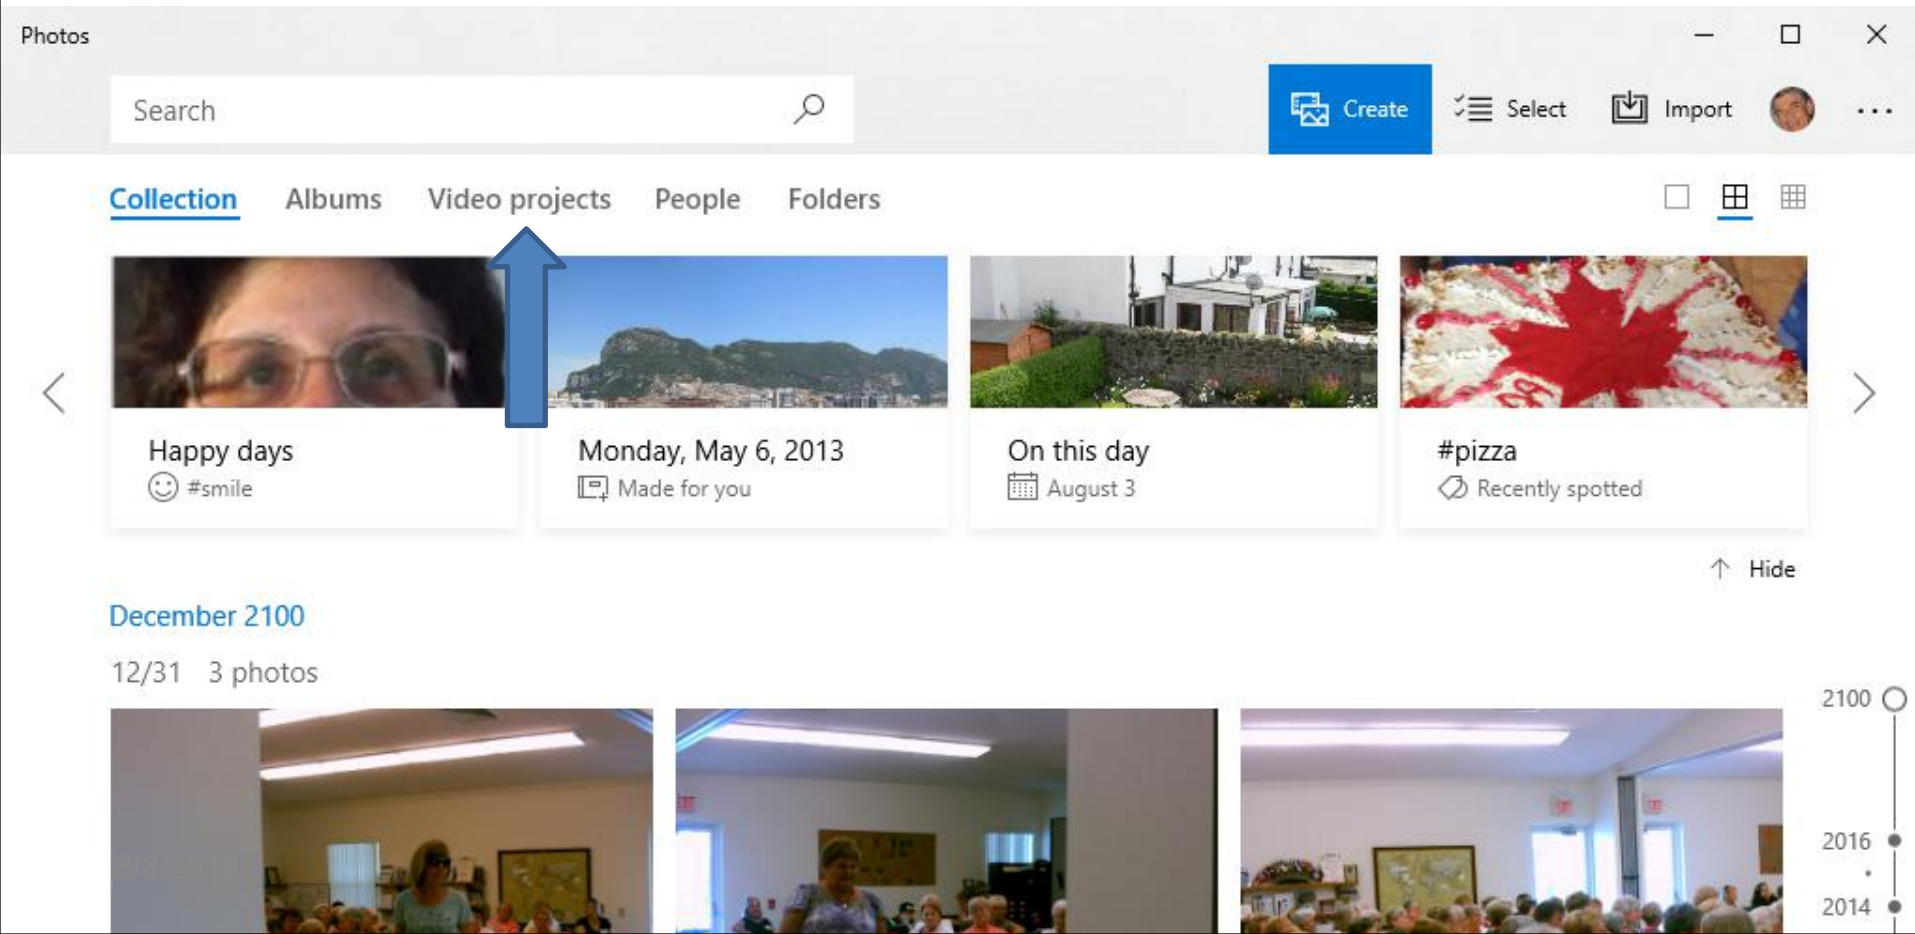 Photos
Search
Create
Select
Import
Collection Albums Video projects People Folders
Happy days
#smile
Monday, May 6, 2013
Made for you
On this day
August 3
#pizza
Recently spotted
Hide
December 2100
12/31 3 photos
2100
2016
2014